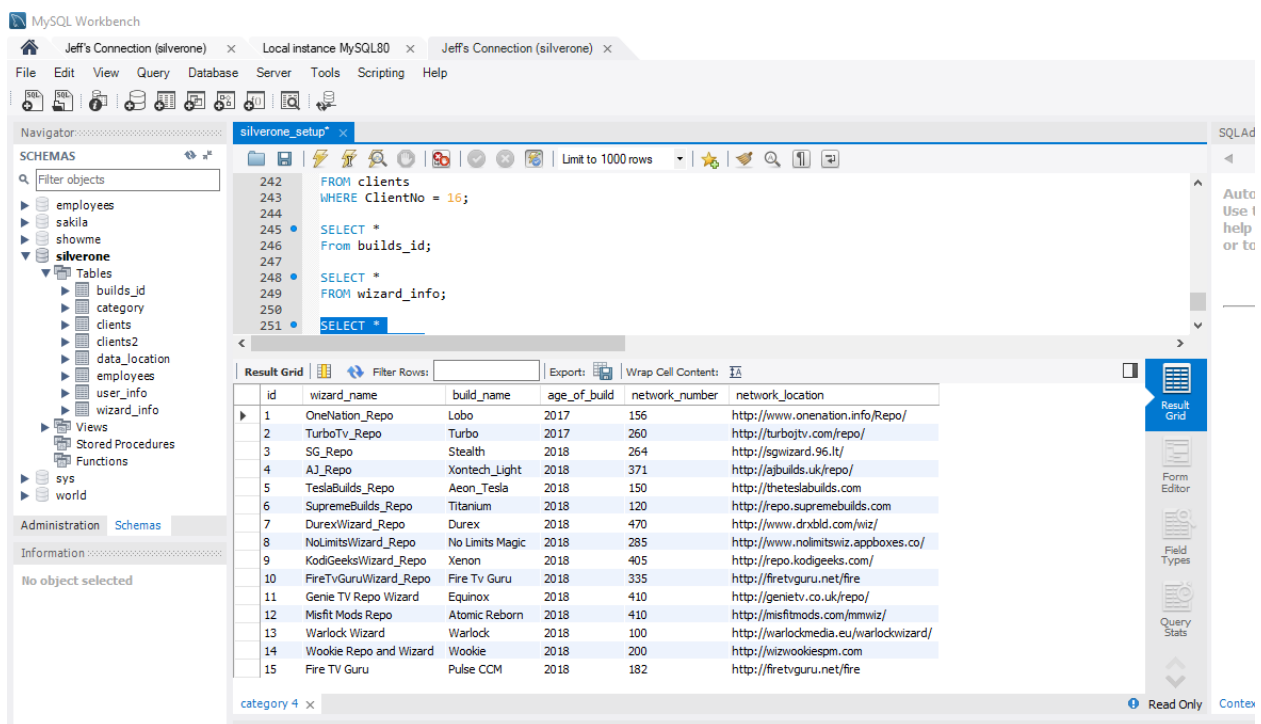 MySQL Workbench
Jeff's Connection (silverone) × Local instance MySQL80 × Jeff's Connection (silverone) ×
File Edit View Query Database Server Tools Scripting Help
Navigator silverone_setup* × SQLAd
SCHEMAS
Limit to 1000 rows
Filter objects
employees
sakila
showme
silverone
Tables
builds_id
category
clients
clients2
data_location
employees
user_info
wizard_info
Views
Stored Procedures
Functions
sys
world
Administration Schemas
Information
No object selected
242 FROM clients
243 WHERE ClientNo = 16;
244
245 SELECT *
246 From builds_id;
247
248 SELECT *
249 FROM wizard_info;
250
251 SELECT *
Auto
Use t
help
or to
Result Grid Filter Rows: Export: Wrap Cell Content:
id wizard_name build_name age_of_build network_number network_location
1 OneNation_Repo Lobo 2017 156 http://www.onenation.info/Repo/
2 TurboTv_Repo Turbo 2017 260 http://turbojtv.com/repo/
3 SG_Repo Stealth 2018 264 http://sgwizard.96.lt/
4 AJ_Repo Xontech_Light 2018 371 http://ajbuilds.uk/repo/
5 TeslaBuilds_Repo Aeon_Tesla 2018 150 http://theteslabuilds.com
6 SupremeBuilds_Repo Titanium 2018 120 http://repo.supremebuilds.com
7 DurexWizard_Repo Durex 2018 470 http://www.drxbld.com/wiz/
8 NoLimitsWizard_Repo No Limits Magic 2018 285 http://www.nolimitswiz.appboxes.co/
9 KodiGeeksWizard_Repo Xenon 2018 405 http://repo.kodigeeks.com/
10 FireTvGuruWizard_Repo Fire Tv Guru 2018 335 http://firetvguru.net/fire
11 Genie TV Repo Wizard Equinox 2018 410 http://genietv.co.uk/repo/
12 Misfit Mods Repo Atomic Reborn 2018 410 http://misfitmods.com/mmwiz/
13 Warlock Wizard Warlock 2018 100 http://warlockmedia.eu/warlockwizard/
14 Wookie Repo and Wizard Wookie 2018 200 http://wizwookiespm.com
15 Fire TV Guru Pulse CCM 2018 182 http://firetvguru.net/fire
Result
Grid
Form
Editor
Field
Types
Query
Stats
category 4 × Read Only Contex